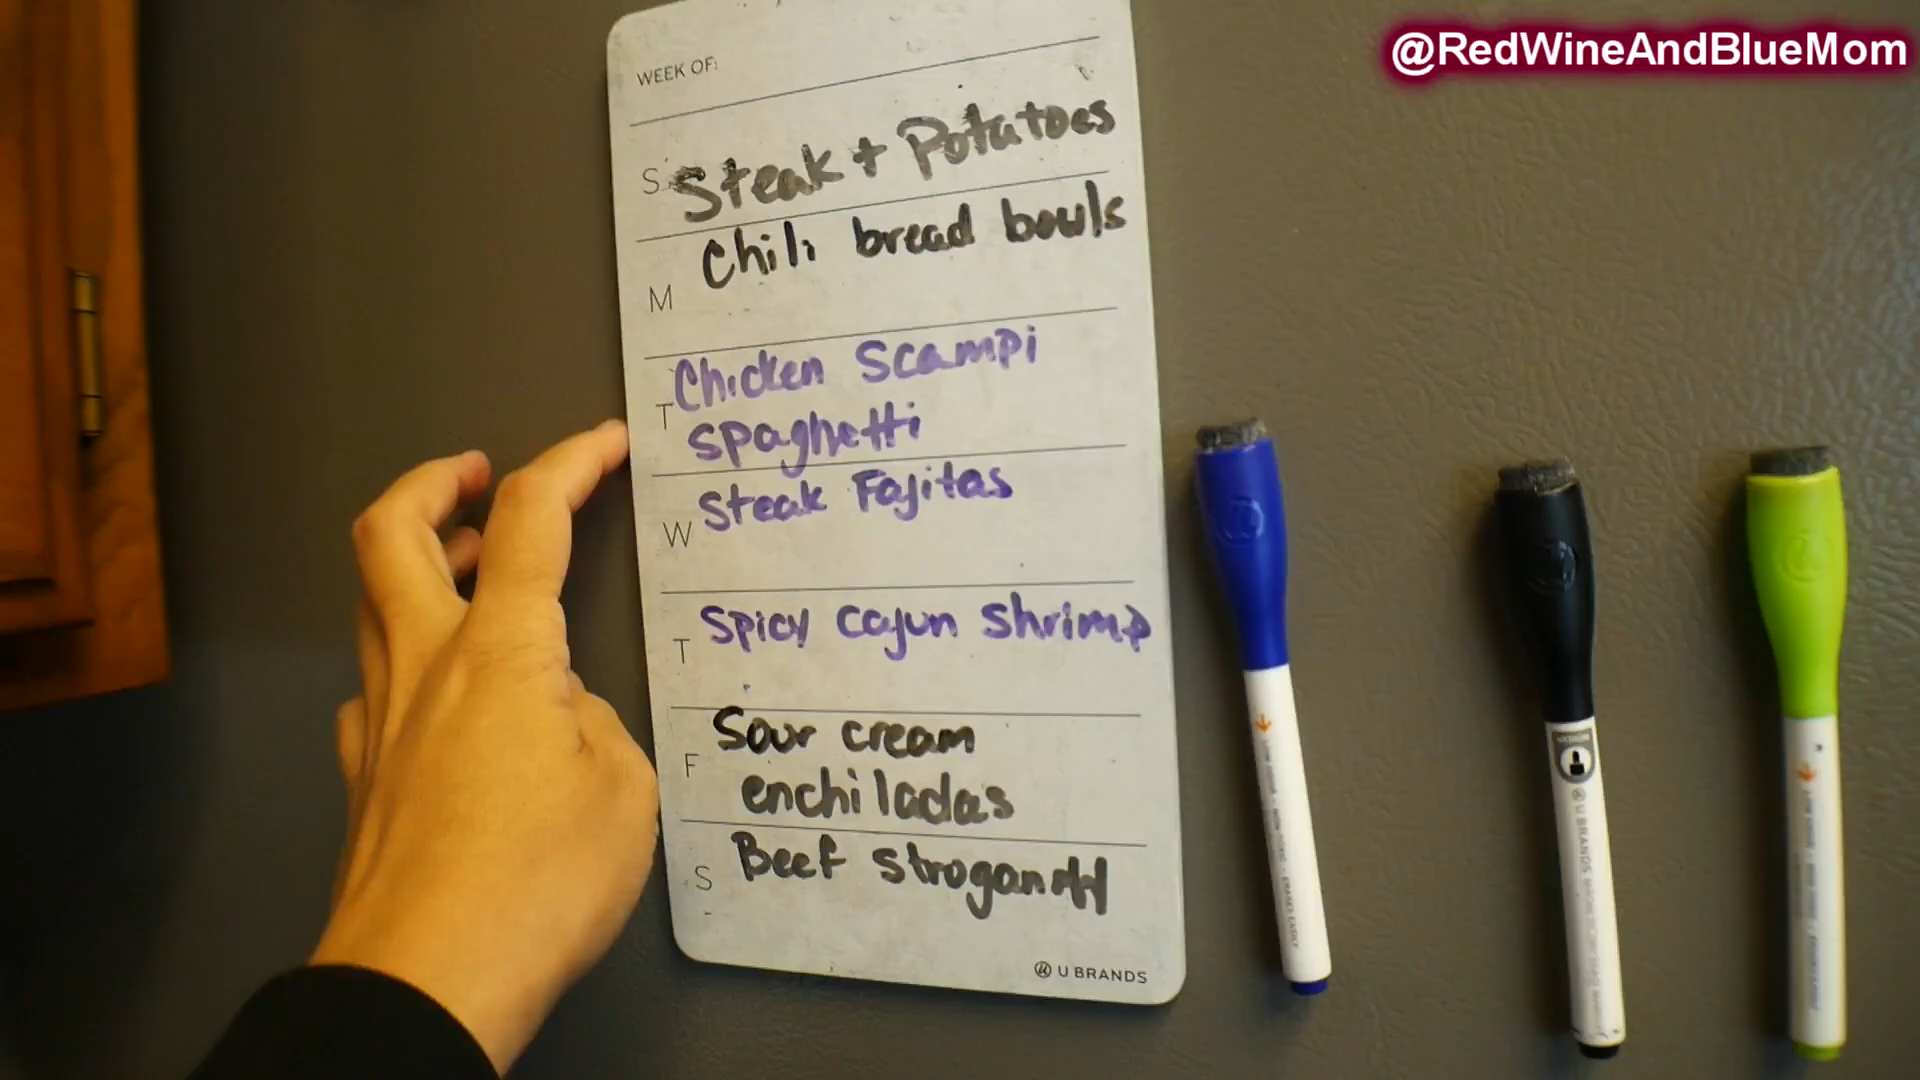 @RedWineAndBlueMom
WEEK OF:
S Steak + Potatoes
M Chili bread bowls
T Chicken Scampi
spaghetti
W Steak Fajitas
T Spicy Cajun Shrimp
F Sour cream
enchiladas
S Beef stroganoff
U BRANDS
U BRANDS